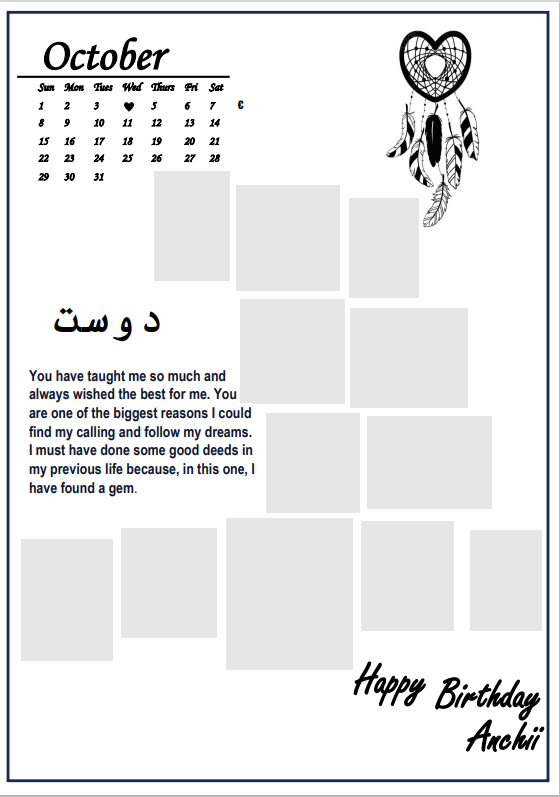 October
Sun Mon Tues Wed Thurs Fri Sat
1 2 3 ♥ 5 6 7 €
8 9 10 11 12 13 14
15 16 17 18 19 20 21
22 23 24 25 26 27 28
29 30 31
دوست
You have taught me so much and
always wished the best for me. You
are one of the biggest reasons I could
find my calling and follow my dreams.
I must have done some good deeds in
my previous life because, in this one, I
have found a gem.
Happy Birthday
Anchii